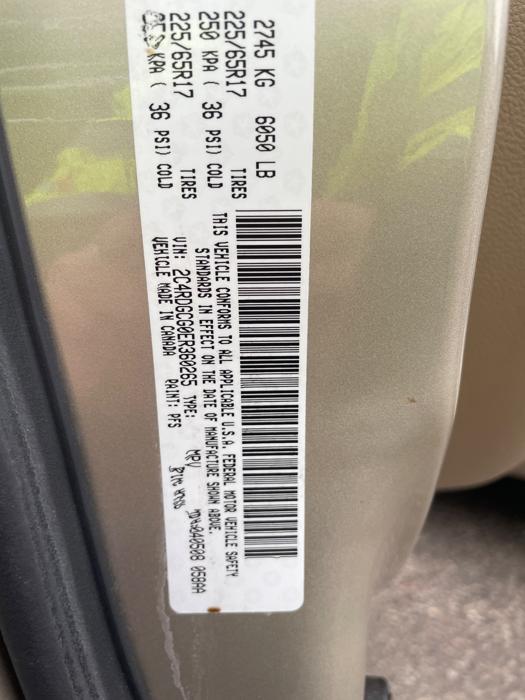 2745 KG 6050 LB
225/65R17 TIRES
250 KPA ( 36 PSI) COLD
225/65R17 TIRES
250 KPA ( 36 PSI) COLD
THIS VEHICLE CONFORMS TO ALL APPLICABLE U.S.A. FEDERAL MOTOR VEHICLE SAFETY
STANDARDS IN EFFECT ON THE DATE OF MANUFACTURE SHOWN ABOVE.
VIN: 2C4RDGCG0ER360265 TYPE: MPV
VEHICLE MADE IN CANADA PAINT: PFS